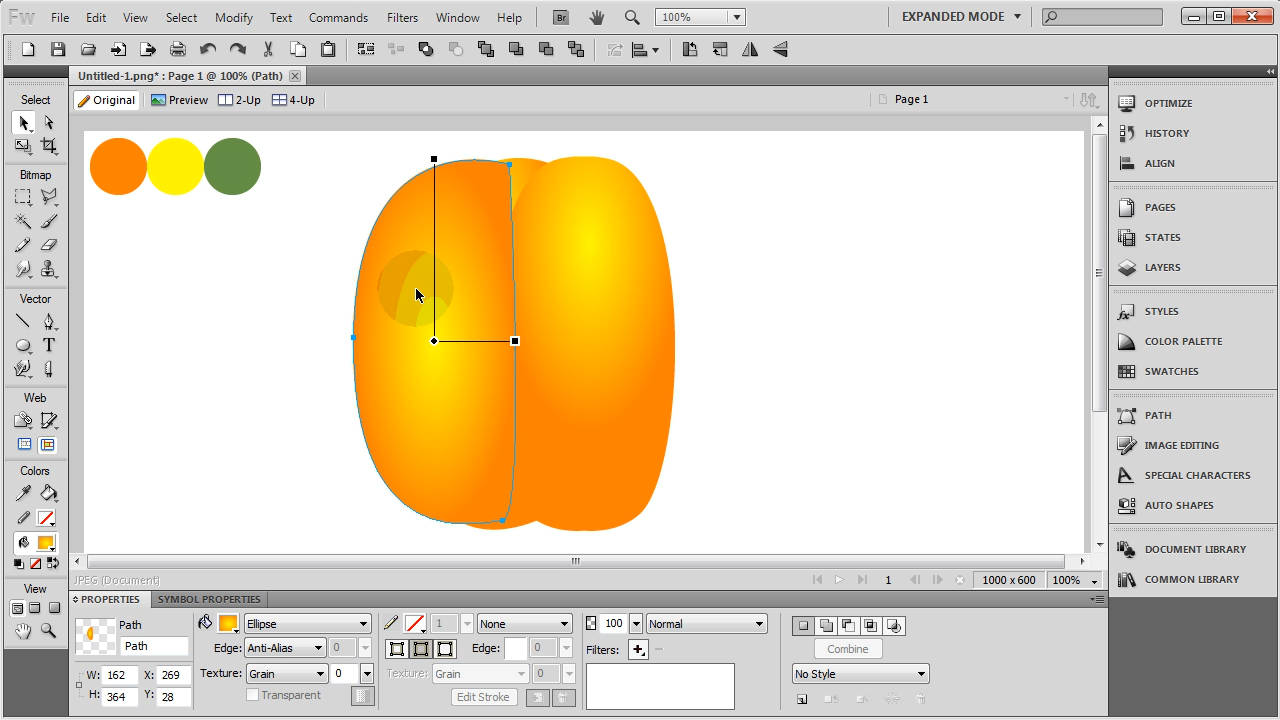 Fw File Edit View Select Modify Text Commands Filters Window Help Br 100% EXPANDED MODE
Untitled-1.png* : Page 1 @ 100% (Path)
Original Preview 2-Up 4-Up Page 1
Select
Bitmap
Vector
T
Web
Colors
View
OPTIMIZE
HISTORY
ALIGN
PAGES
STATES
LAYERS
STYLES
COLOR PALETTE
SWATCHES
PATH
IMAGE EDITING
SPECIAL CHARACTERS
AUTO SHAPES
DOCUMENT LIBRARY
COMMON LIBRARY
JPEG (Document) 1 1000 x 600 100%
PROPERTIES SYMBOL PROPERTIES
Path Ellipse 1 None 100 Normal
Path Edge: Anti-Alias 0 Edge: 0 Filters: Combine
W: 162 X: 269 Texture: Grain 0 Texture: Grain 0 No Style
H: 364 Y: 28 Transparent Edit Stroke